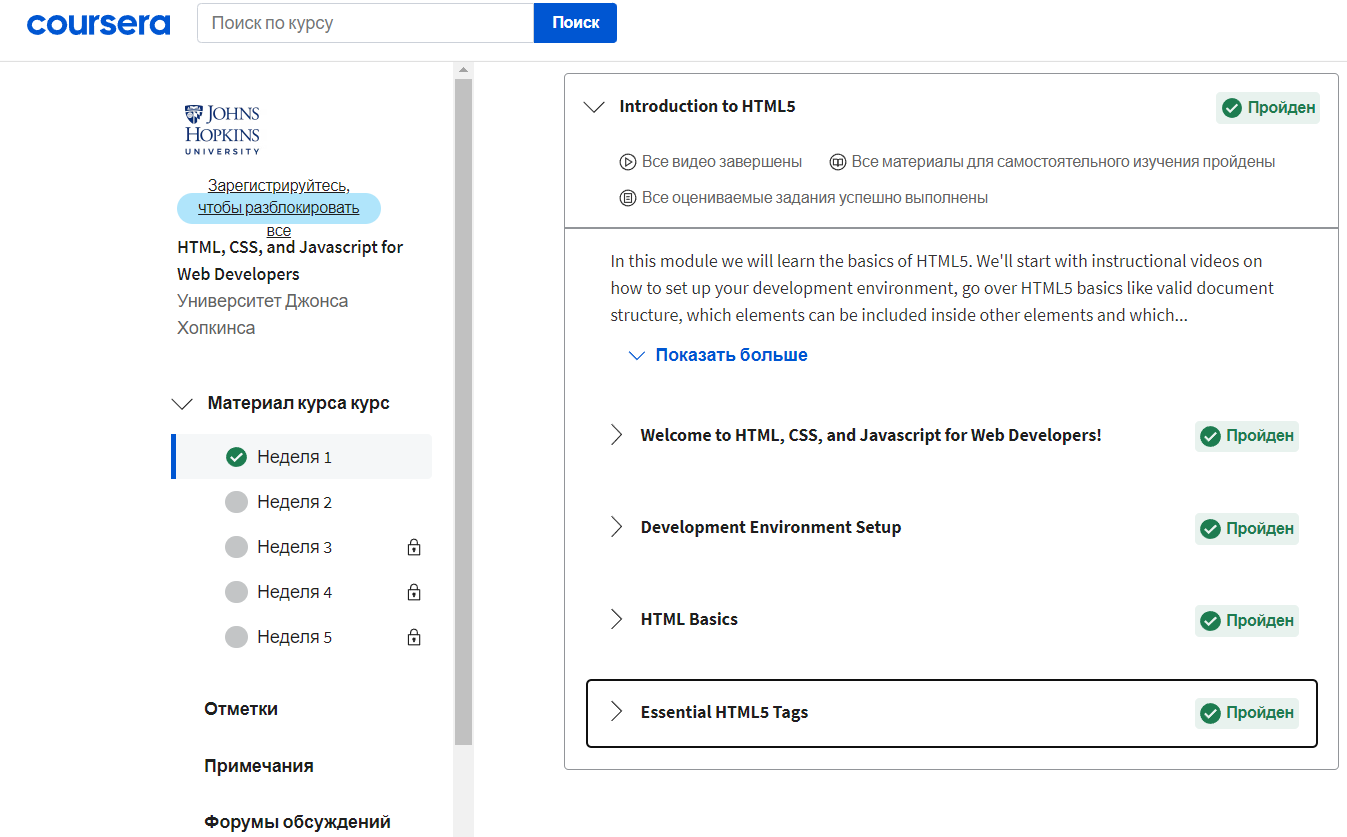 coursera
Поиск по курсу
Поиск
JOHNS
HOPKINS
UNIVERSITY
Зарегистрируйтесь,
чтобы разблокировать
все
HTML, CSS, and Javascript for
Web Developers
Университет Джонса
Хопкинса
Материал курса курс
Неделя 1
Неделя 2
Неделя 3
Неделя 4
Неделя 5
Отметки
Примечания
Форумы обсуждений
Introduction to HTML5
Пройден
Все видео завершены
Все материалы для самостоятельного изучения пройдены
Все оцениваемые задания успешно выполнены
In this module we will learn the basics of HTML5. We'll start with instructional videos on
how to set up your development environment, go over HTML5 basics like valid document
structure, which elements can be included inside other elements and which...
Показать больше
Welcome to HTML, CSS, and Javascript for Web Developers!
Пройден
Development Environment Setup
Пройден
HTML Basics
Пройден
Essential HTML5 Tags
Пройден